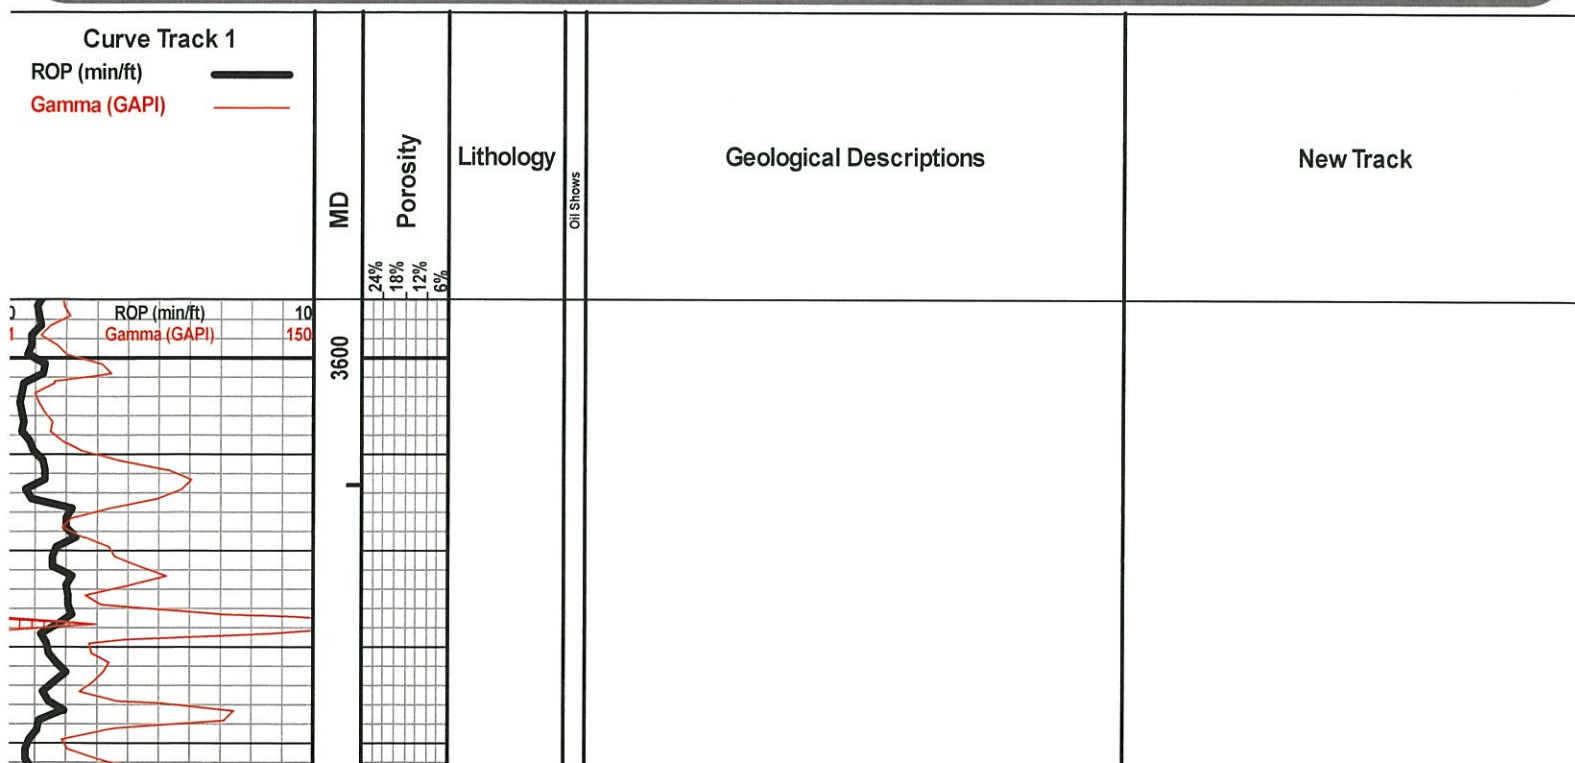 Curve Track 1
ROP (min/ft)
Gamma (GAPI)
MD
Porosity
24%
18%
12%
6%
Lithology
Oil Shows
Geological Descriptions
New Track
ROP (min/ft) 10
Gamma (GAPI) 150
3600